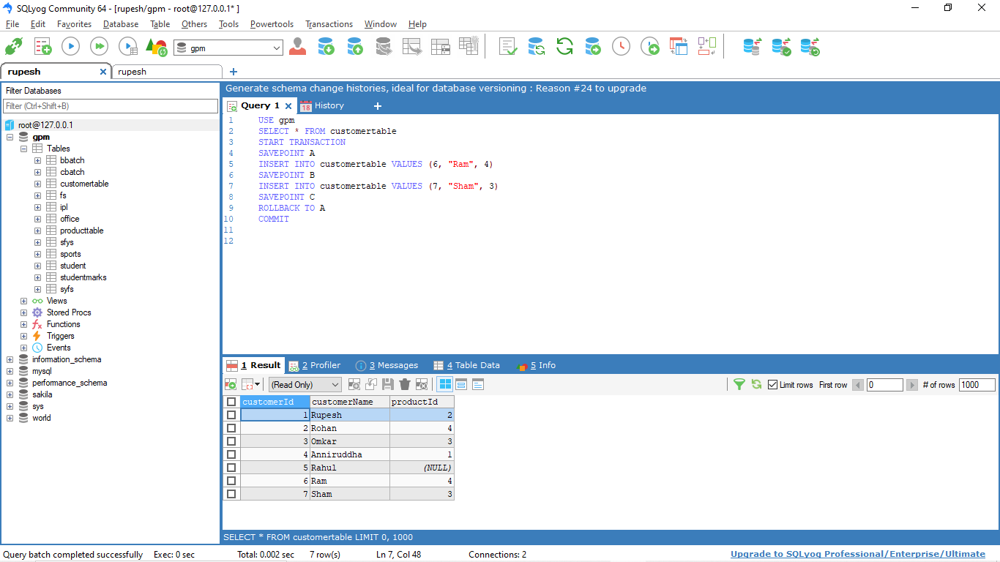 SQLyog Community 64 - [rupesh/gpm - root@127.0.0.1* ]
File Edit Favorites Database Table Others Tools Powertools Transactions Window Help
gpm
rupesh rupesh
Filter Databases
Filter (Ctrl+Shift+B)
root@127.0.0.1
gpm
Tables
bbatch
cbatch
customertable
fs
ipl
office
producttable
sfys
sports
student
studentmarks
syfs
Views
Stored Procs
Functions
Triggers
Events
information_schema
mysql
perfomance_schema
sakila
sys
world
Generate schema change histories, ideal for database versioning : Reason #24 to upgrade
Query 1 18 History
1 USE gpm
2 SELECT * FROM customertable
3 START TRANSACTION
4 SAVEPOINT A
5 INSERT INTO customertable VALUES (6, "Ram", 4)
6 SAVEPOINT B
7 INSERT INTO customertable VALUES (7, "Sham", 3)
8 SAVEPOINT C
9 ROLLBACK TO A
10 COMMIT
11
12
1 Result 2 Profiler 3 Messages 4 Table Data 5 Info
(Read Only) Limit rows First row 0 # of rows 1000
customerId customerName productId
1 Rupesh 2
2 Rohan 4
3 Omkar 3
4 Anniruddha 1
5 Rahul (NULL)
6 Ram 4
7 Sham 3
SELECT * FROM customertable LIMIT 0, 1000
Query batch completed successfully Exec: 0 sec Total: 0.002 sec 7 row(s) Ln 7, Col 48 Connections: 2 Upgrade to SQLyog Professional/Enterprise/Ultimate